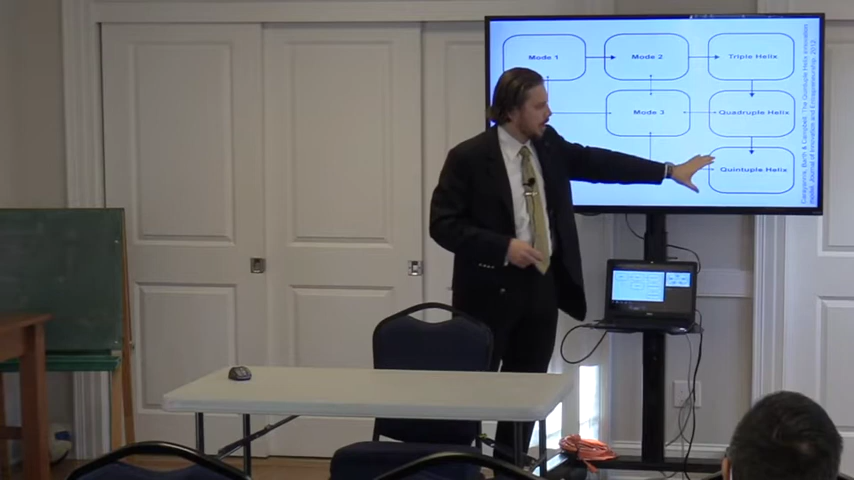 Mode 1
Mode 2
Triple Helix
Mode 3
Quadruple Helix
Quintuple Helix
Carayannis, Barth & Campbell, The Quintuple Helix innovation
model. Journal of Innovation and Entrepreneurship, 2012.